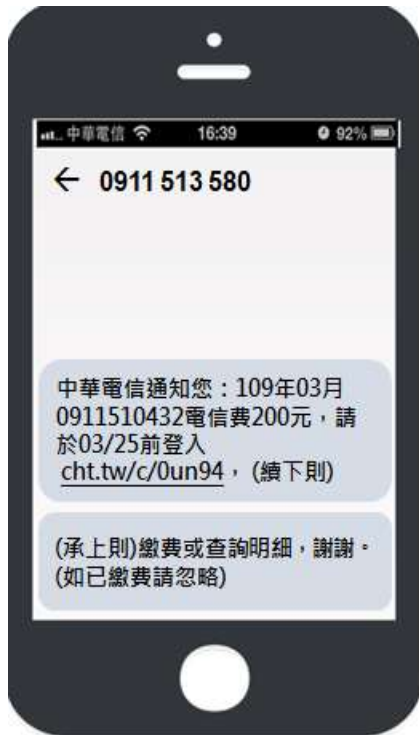 中華電信 16:39 92%
← 0911 513 580
中華電信通知您：109年03月
0911510432電信費200元，請
於03/25前登入
cht.tw/c/0un94， (續下則)
(承上則)繳費或查詢明細，謝謝。
(如已繳費請忽略)